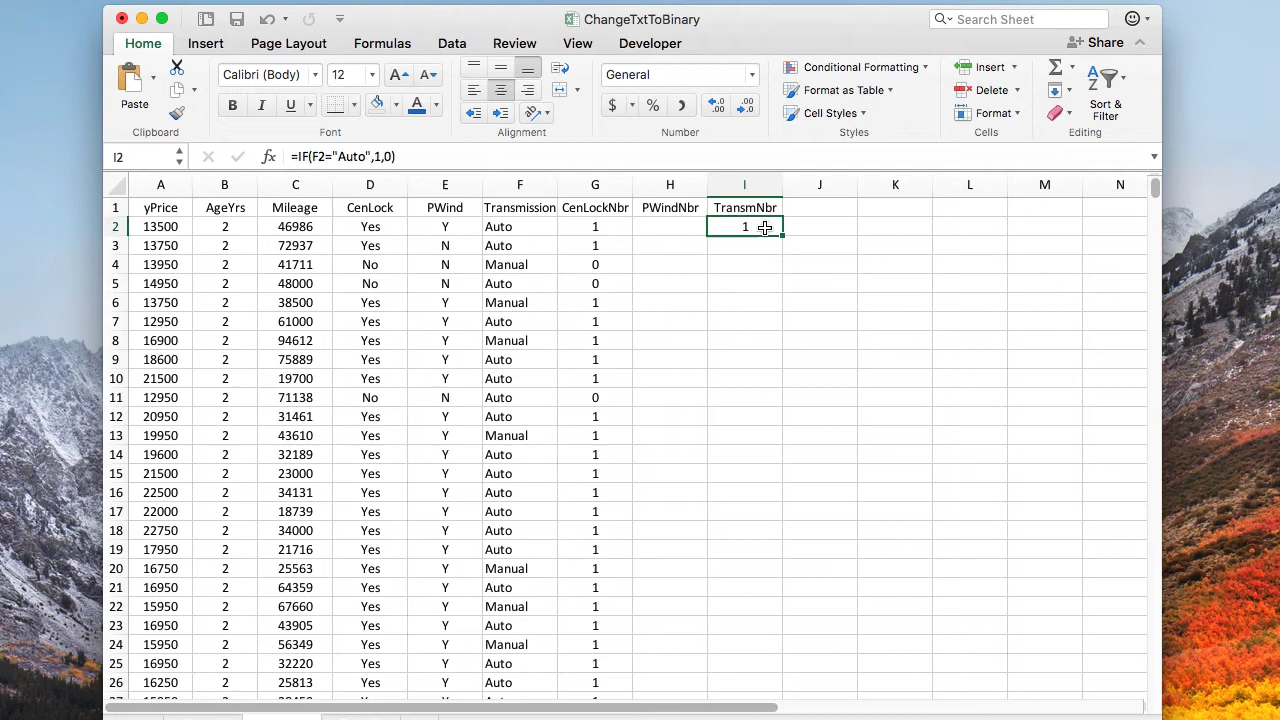 ChangeTxtToBinary
Search Sheet
Home Insert Page Layout Formulas Data Review View Developer
Share
Paste
Clipboard
Calibri (Body) 12 A A
B I U A
Font
Alignment
General
$ % .0 .00 .00 .0
Number
Conditional Formatting
Format as Table
Cell Styles
Styles
Insert
Delete
Format
Cells
Sort & Filter
Editing
I2 fx =IF(F2="Auto",1,0)
A B C D E F G H I J K L M N
1 yPrice AgeYrs Mileage CenLock PWind Transmission CenLockNbr PWindNbr TransmNbr
2 13500 2 46986 Yes Y Auto 1 1
3 13750 2 72937 Yes N Auto 1
4 13950 2 41711 No N Manual 0
5 14950 2 48000 No N Auto 0
6 13750 2 38500 Yes Y Manual 1
7 12950 2 61000 Yes Y Auto 1
8 16900 2 94612 Yes Y Manual 1
9 18600 2 75889 Yes Y Auto 1
10 21500 2 19700 Yes Y Auto 1
11 12950 2 71138 No N Auto 0
12 20950 2 31461 Yes Y Auto 1
13 19950 2 43610 Yes Y Manual 1
14 19600 2 32189 Yes Y Auto 1
15 21500 2 23000 Yes Y Auto 1
16 22500 2 34131 Yes Y Auto 1
17 22000 2 18739 Yes Y Auto 1
18 22750 2 34000 Yes Y Auto 1
19 17950 2 21716 Yes Y Auto 1
20 16750 2 25563 Yes Y Manual 1
21 16950 2 64359 Yes Y Auto 1
22 15950 2 67660 Yes Y Manual 1
23 16950 2 43905 Yes Y Auto 1
24 15950 2 56349 Yes Y Manual 1
25 16950 2 32220 Yes Y Auto 1
26 16250 2 25813 Yes Y Auto 1